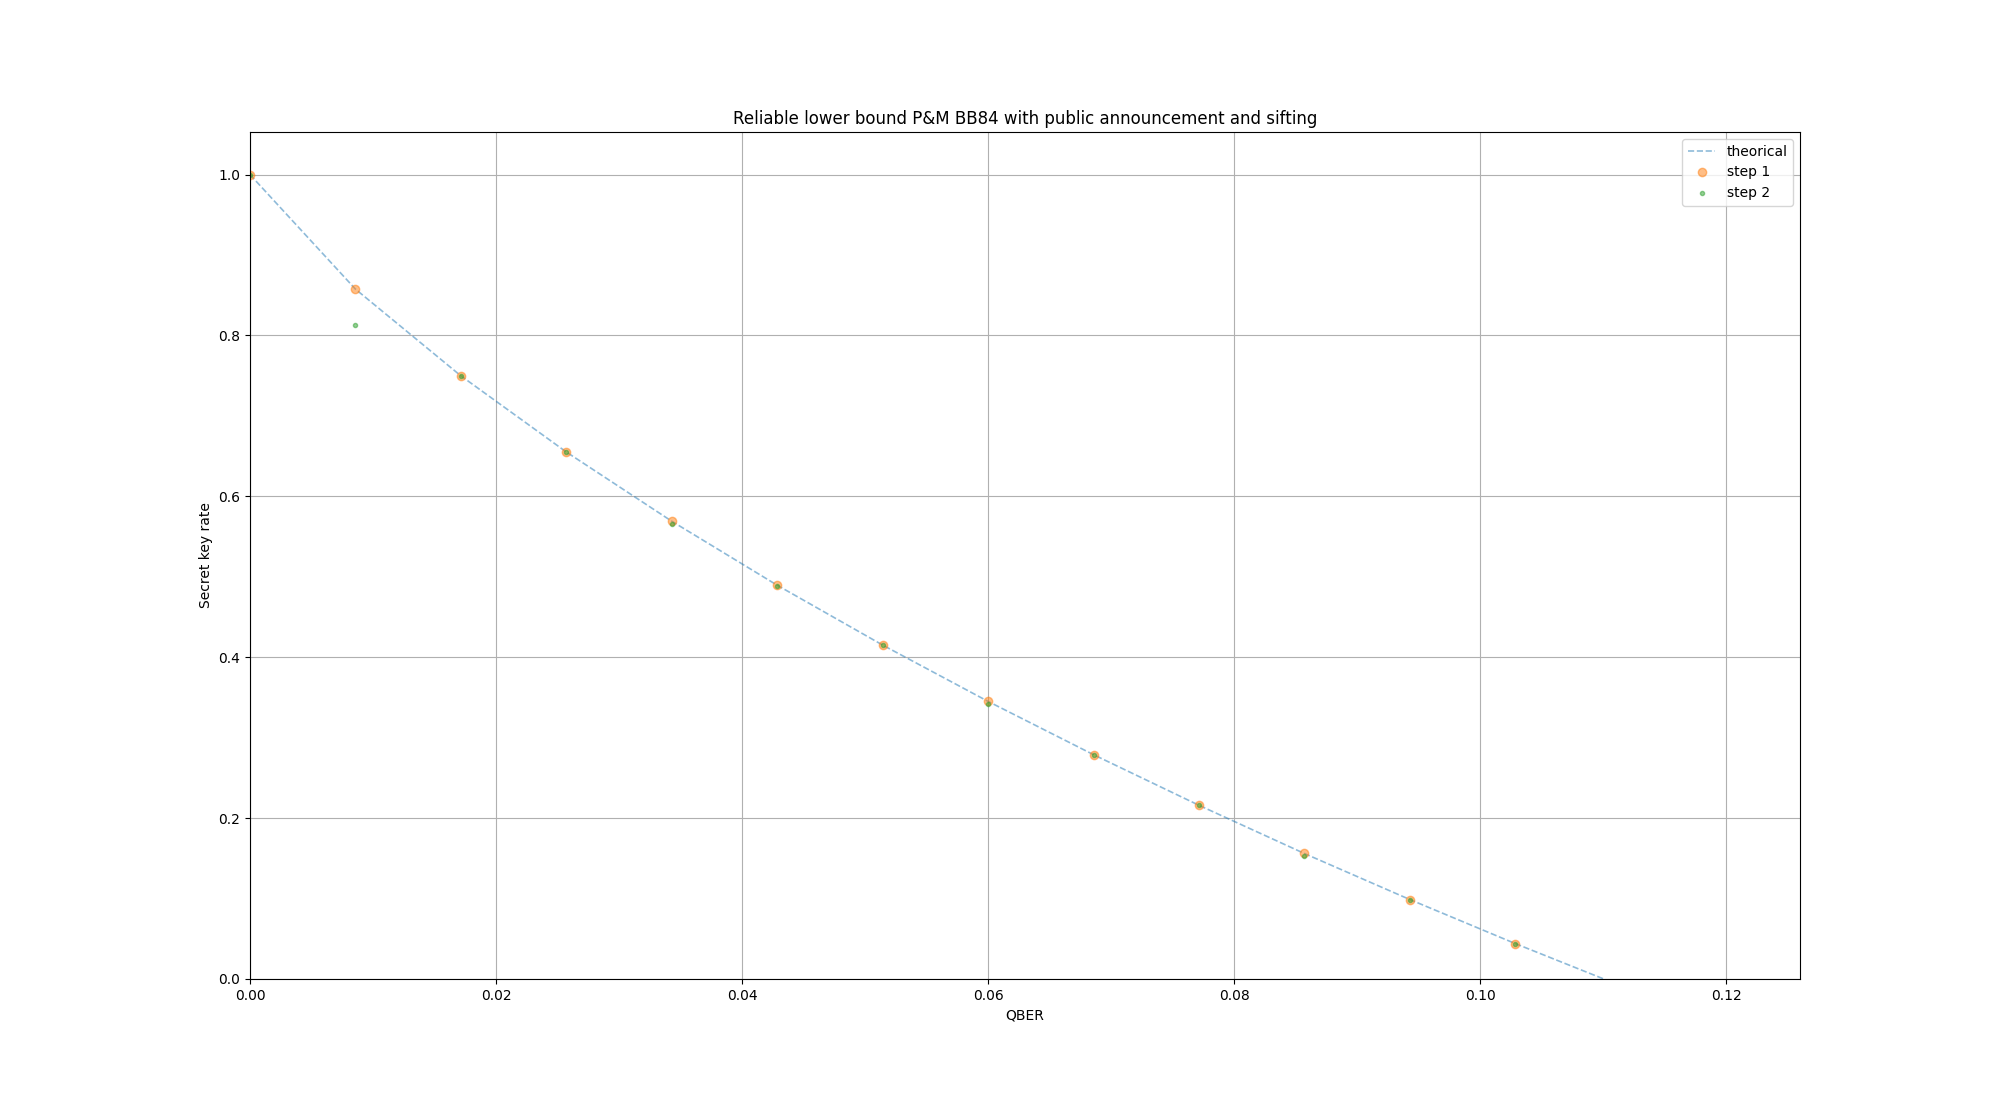 Reliable lower bound P&M BB84 with public announcement and sifting
theorical
step 1
step 2
1.0
0.8
0.6
0.4
0.2
0.0
Secret key rate
0.00 0.02 0.04 0.06 0.08 0.10 0.12
QBER